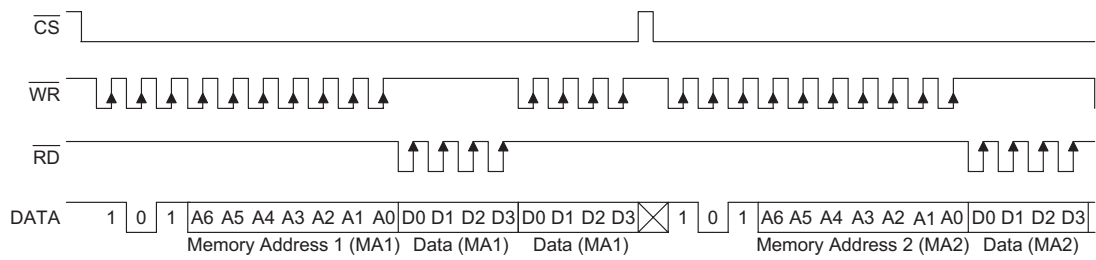 CS
WR
RD
DATA 1 0 1 A6 A5 A4 A3 A2 A1 A0 D0 D1 D2 D3 D0 D1 D2 D3 1 0 1 A6 A5 A4 A3 A2 A1 A0 D0 D1 D2 D3
Memory Address 1 (MA1) Data (MA1) Data (MA1) Memory Address 2 (MA2) Data (MA2)